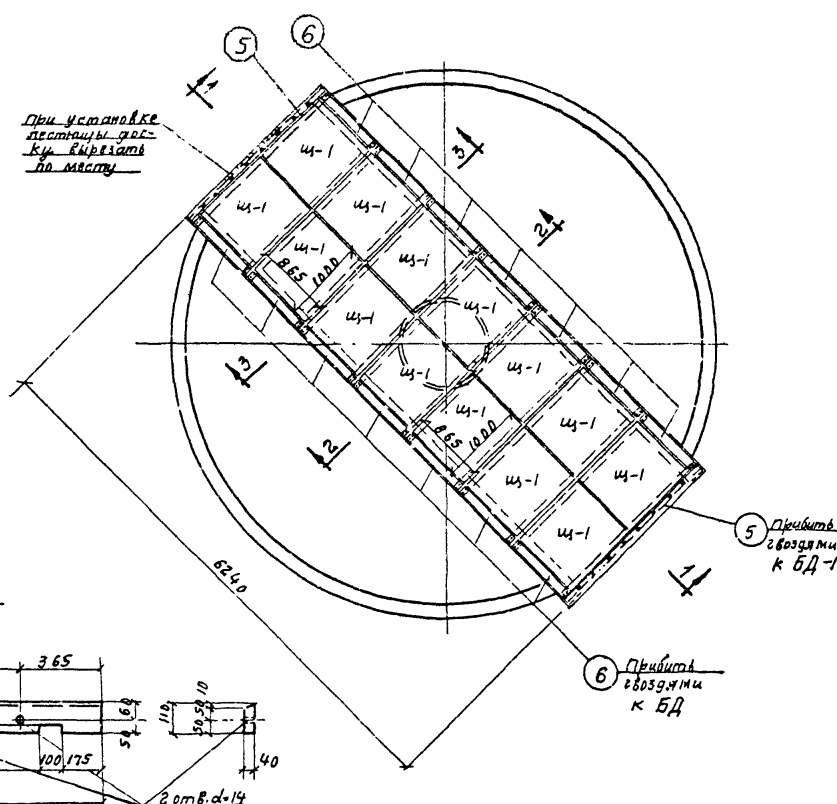 5
6
1
При установке
лестницы дос-
ку вырезать
по месту
3
2
щ-1
щ-1
щ-1
щ-1
щ-1
щ-1
865
1000
щ-1
щ-1
щ-1
щ-1
щ-1
щ-1
865
1000
щ-1
щ-1
щ-1
щ-1
3
2
6240
5
Прибить
гвоздями
к БД-1
1
6
Прибить
гвоздями
к БД
365
60
50
100
175
110
50
50
10
40
2 отв. d=14